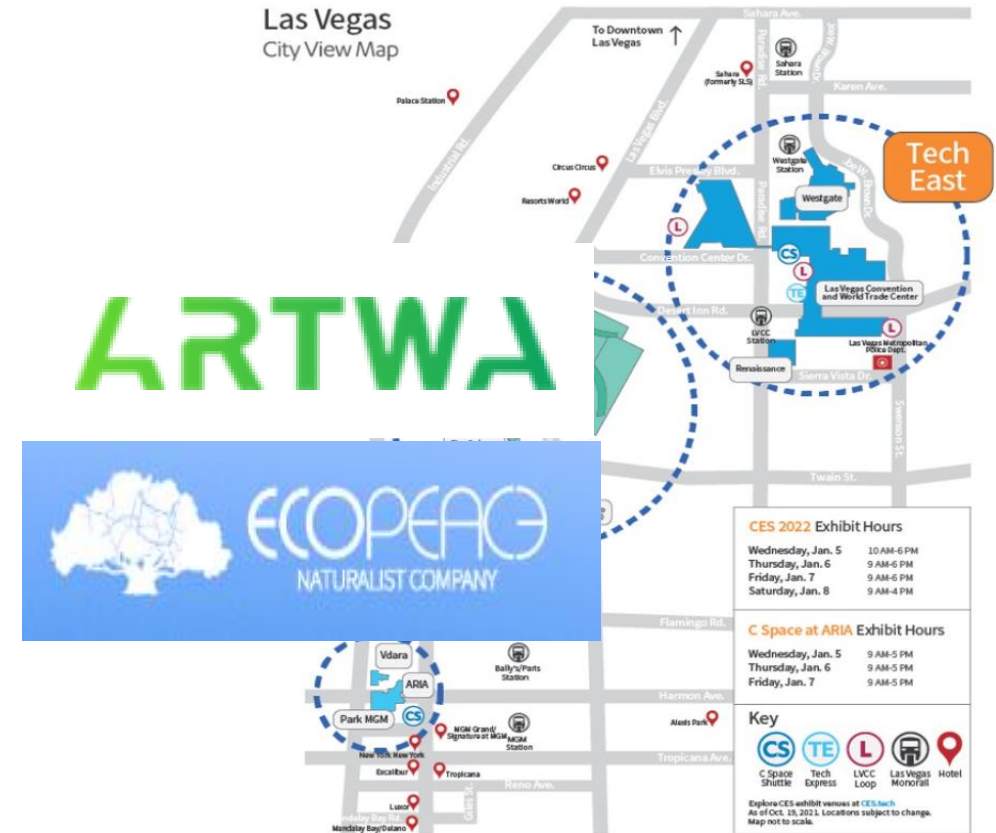 Las Vegas
City View Map
To Downtown
Las Vegas
Sahara Ave.
Paradise Rd.
Joe W. Brown Dr.
Sahara
Station
Sahara
(formerly SLS)
Karen Ave.
Palace Station
Industrial Rd.
Las Vegas Blvd.
Circus Circus
Resorts World
Elvis Presley Blvd.
Westgate
Station
Westgate
Joe W. Brown Dr.
Tech
East
Paradise Rd.
L
Convention Center Dr.
CS
L
TE
Las Vegas Convention
and World Trade Center
Desert Inn Rd.
LVCC
Station
L
Las Vegas Metropolitan
Police Dept.
Renaissance
Sierra Vista Dr.
Swenson St.
Twain St.
ARTWA
ECOPEACE
NATURALIST COMPANY
CES 2022 Exhibit Hours
Wednesday, Jan. 5 10 AM-6 PM
Thursday, Jan. 6 9 AM-6 PM
Friday, Jan. 7 9 AM-6 PM
Saturday, Jan. 8 9 AM-4 PM
C Space at ARIA Exhibit Hours
Wednesday, Jan. 5 9 AM-5 PM
Thursday, Jan. 6 9 AM-5 PM
Friday, Jan. 7 9 AM-5 PM
Flamingo Rd.
Vdara
ARIA
Park MGM
CS
Bally's/Paris
Station
Harmon Ave.
MGM Grand/
Signature at MGM
MGM
Station
Alexis Park
New York New York
Tropicana Ave.
Excalibur
Tropicana
Reno Ave.
Luxor
Giles St.
Mandalay Bay/Delano
Key
CS
TE
L
C Space
Shuttle
Tech
Express
LVCC
Loop
Las Vegas
Monorail
Hotel
Explore CES exhibit venues at CES.tech
As of Oct. 19, 2021. Locations subject to change.
Map not to scale.